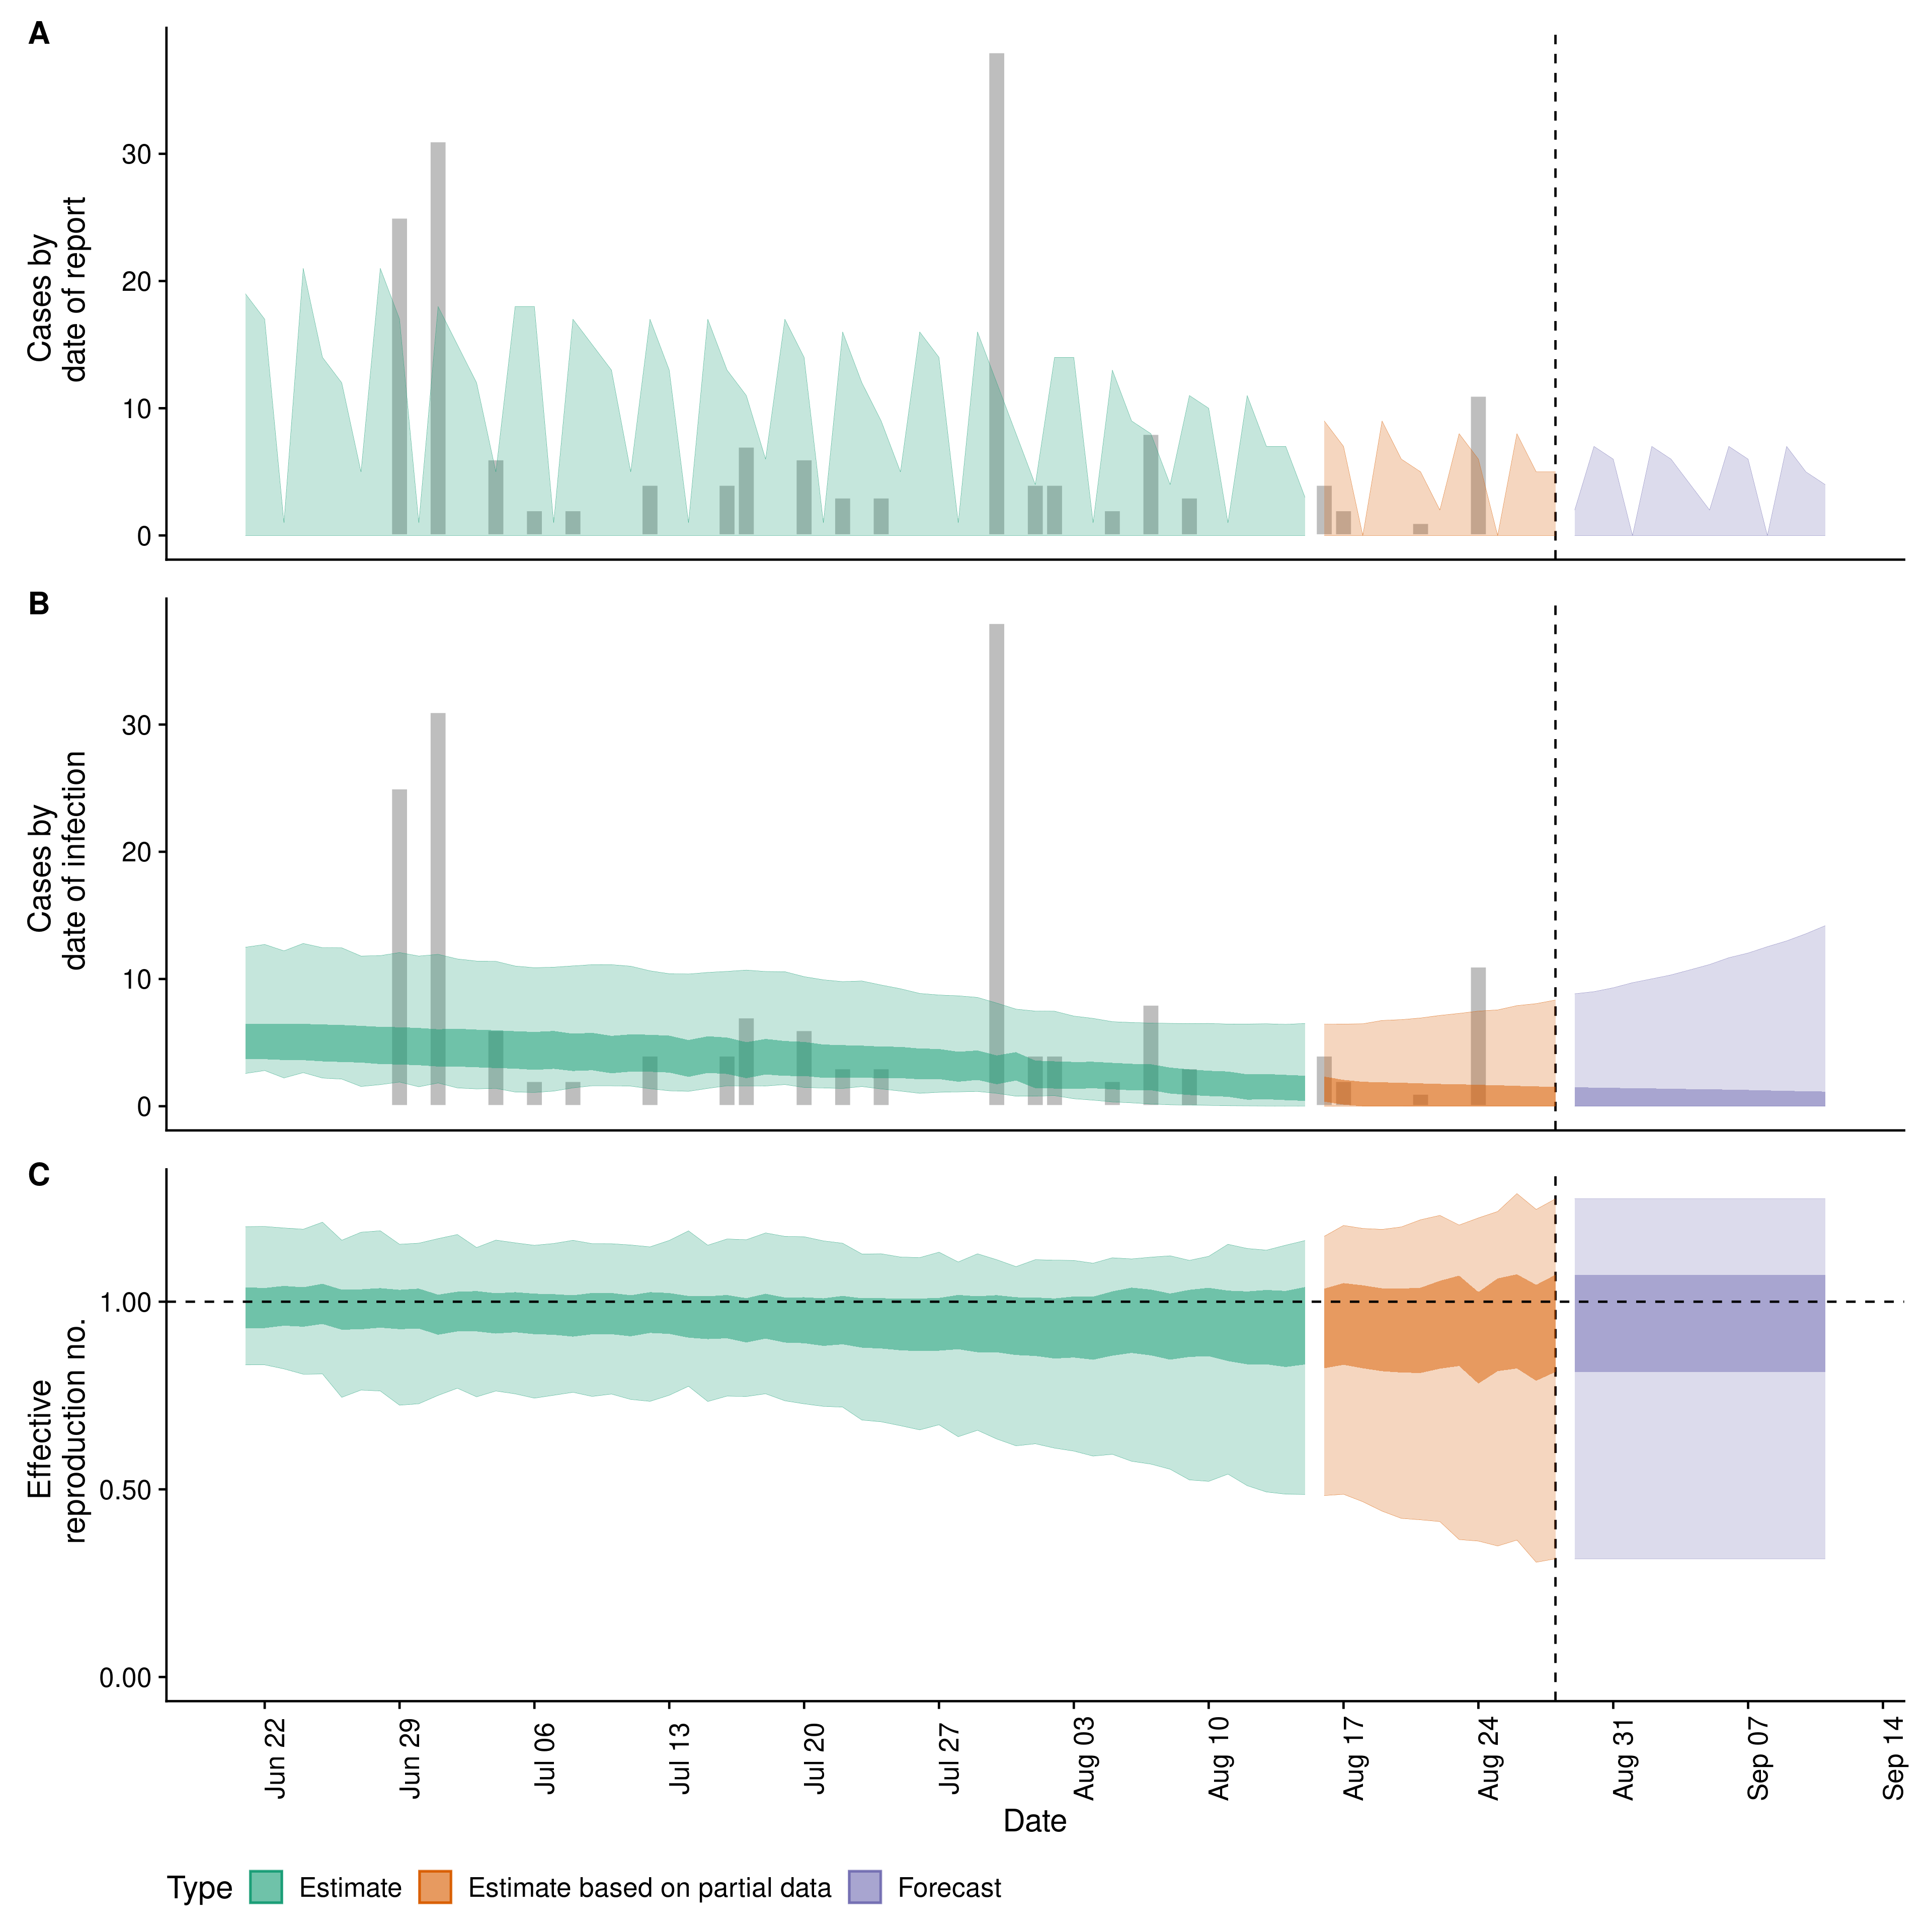 A
Cases by
date of report
30
20
10
0
B
Cases by
date of infection
30
20
10
0
C
Effective
reproduction no.
1.00
0.50
0.00
Jun 22
Jun 29
Jul 06
Jul 13
Jul 20
Jul 27
Aug 03
Aug 10
Aug 17
Aug 24
Aug 31
Sep 07
Sep 14
Date
Type
Estimate
Estimate based on partial data
Forecast